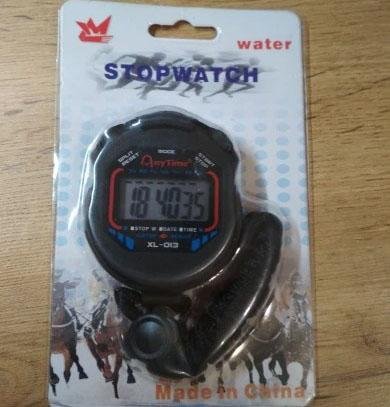 water
STOPWATCH
SPLIT RESET
MODE
START STOP
AnyTime
18 40 35
STOP W DATE TIME
XL-013
Made in China